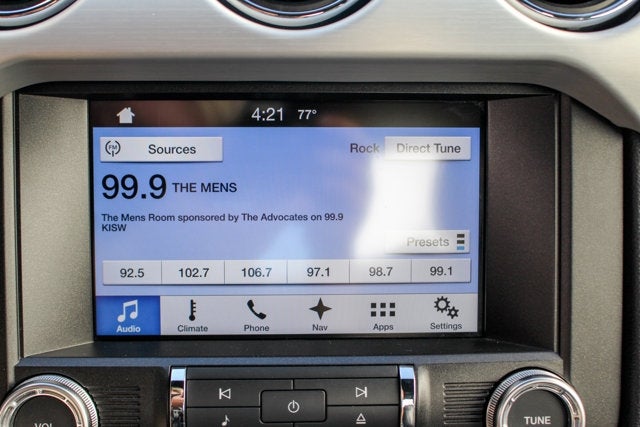 4:21 77°
FM Sources Rock Direct Tune
99.9 THE MENS
The Mens Room sponsored by The Advocates on 99.9
KISW
Presets
92.5 102.7 106.7 97.1 98.7 99.1
Audio Climate Phone Nav Apps Settings
VOL TUNE